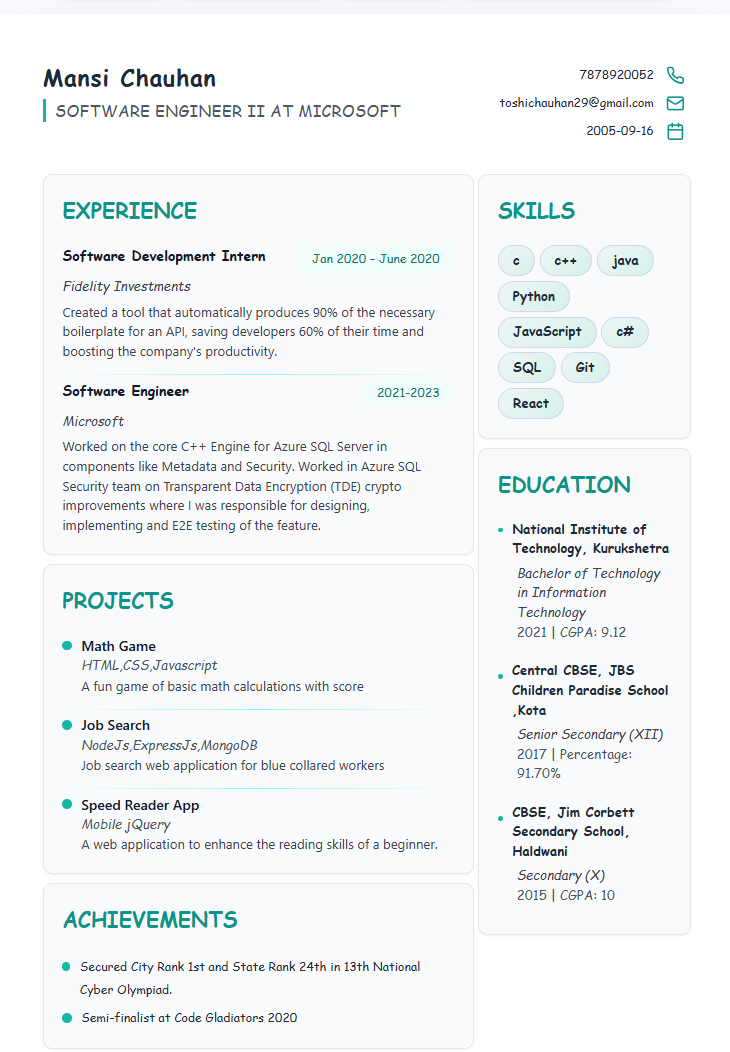 Mansi Chauhan
SOFTWARE ENGINEER II AT MICROSOFT
7878920052
toshichauhan29@gmail.com
2005-09-16
EXPERIENCE
Software Development Intern
Jan 2020 - June 2020
Fidelity Investments
Created a tool that automatically produces 90% of the necessary
boilerplate for an API, saving developers 60% of their time and
boosting the company's productivity.
Software Engineer
2021-2023
Microsoft
Worked on the core C++ Engine for Azure SQL Server in
components like Metadata and Security. Worked in Azure SQL
Security team on Transparent Data Encryption (TDE) crypto
improvements where I was responsible for designing,
implementing and E2E testing of the feature.
PROJECTS
Math Game
HTML,CSS,Javascript
A fun game of basic math calculations with score
Job Search
NodeJs,ExpressJs,MongoDB
Job search web application for blue collared workers
Speed Reader App
Mobile jQuery
A web application to enhance the reading skills of a beginner.
ACHIEVEMENTS
Secured City Rank 1st and State Rank 24th in 13th National
Cyber Olympiad.
Semi-finalist at Code Gladiators 2020
SKILLS
c c++ java
Python
JavaScript c#
SQL Git
React
EDUCATION
National Institute of
Technology, Kurukshetra
Bachelor of Technology
in Information
Technology
2021 | CGPA: 9.12
Central CBSE, JBS
Children Paradise School
,Kota
Senior Secondary (XII)
2017 | Percentage:
91.70%
CBSE, Jim Corbett
Secondary School,
Haldwani
Secondary (X)
2015 | CGPA: 10